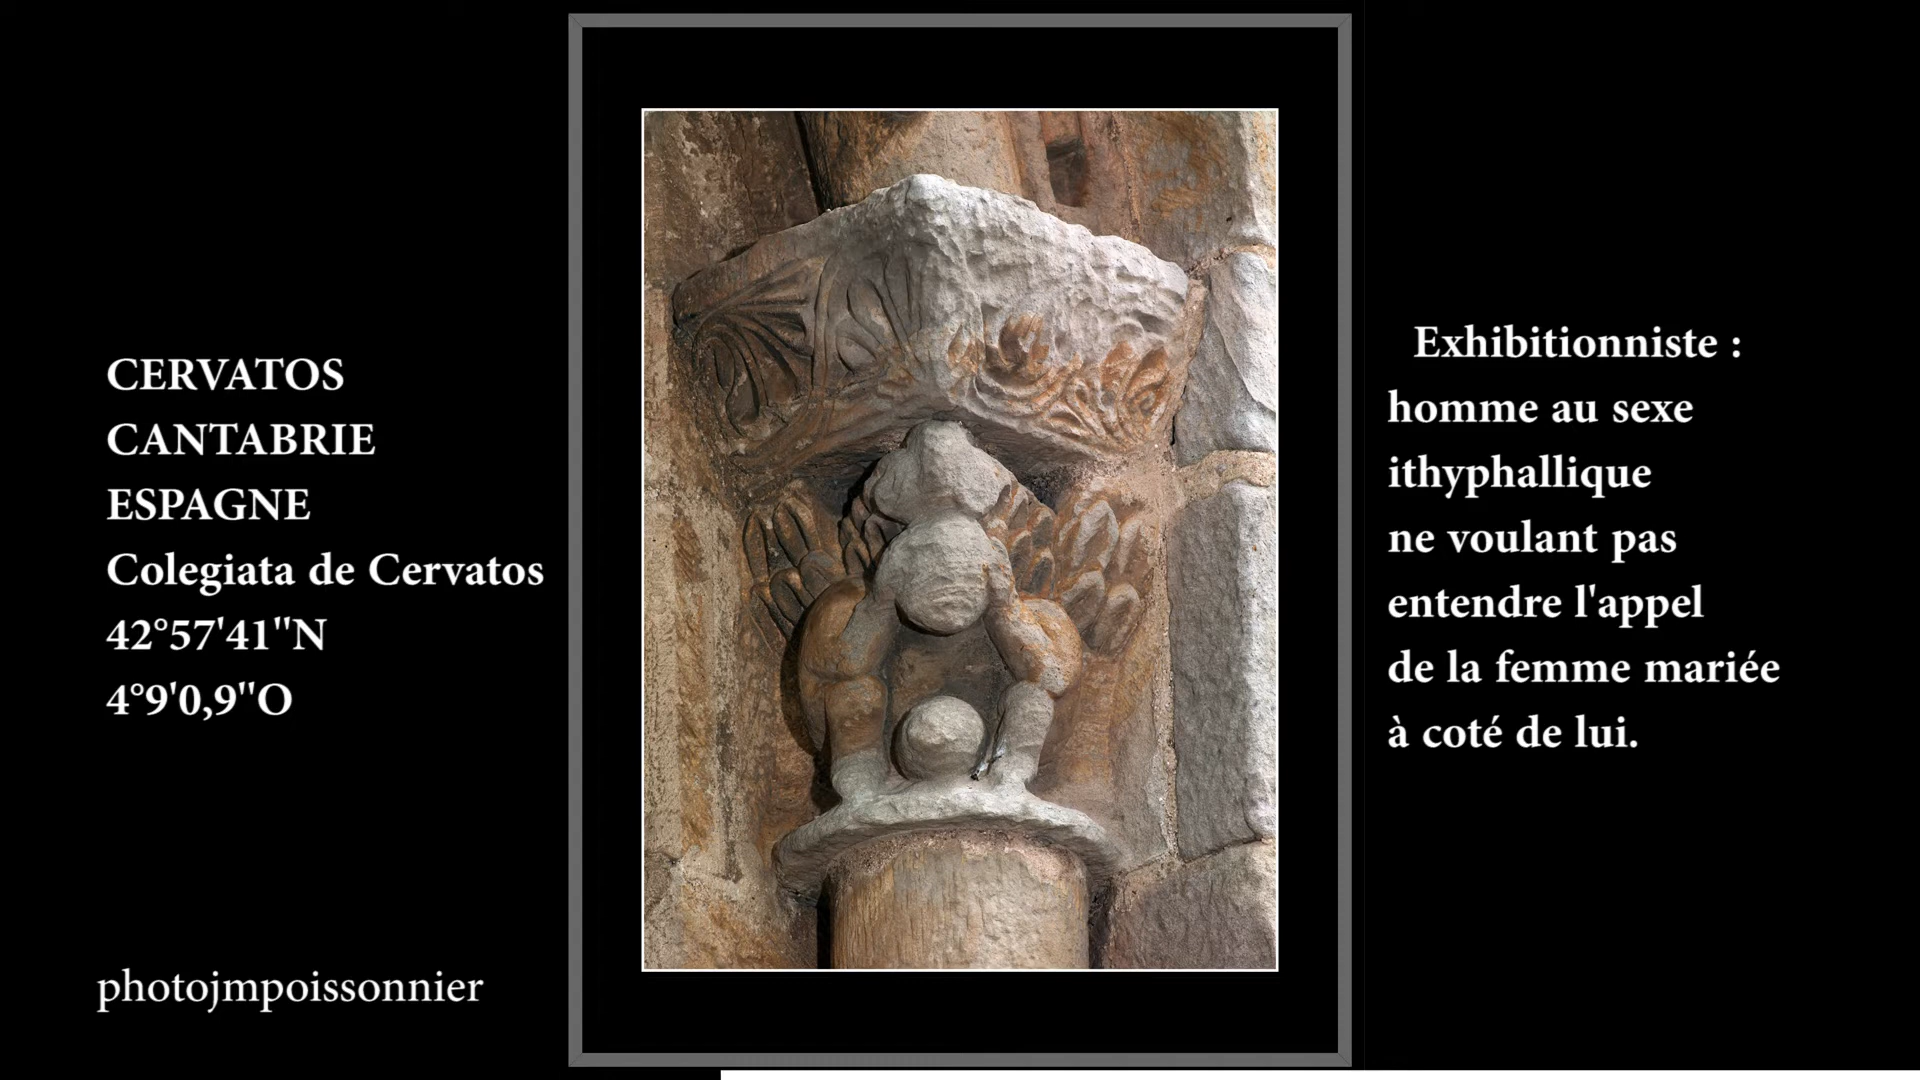 CERVATOS
CANTABRIE
ESPAGNE
Colegiata de Cervatos
42°57'41"N
4°9'0,9"O
photojmpoissonnier
Exhibitionniste :
homme au sexe
ithyphallique
ne voulant pas
entendre l'appel
de la femme mariée
à coté de lui.